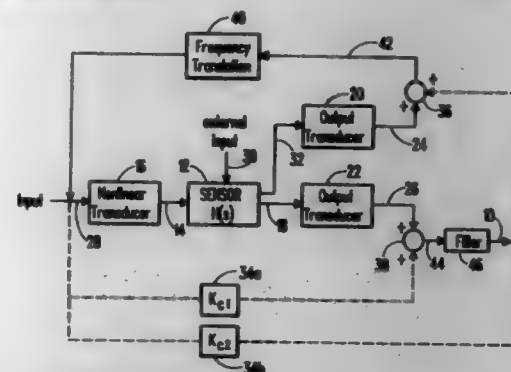 40
Frequency
Translation
42
20
Output
Transducer
36
+
+
external
input
24
15
12
30
32
22
Input
Nonlinear
Transducer
SENSOR
H(s)
Output
Transducer
26
10
28
14
18
+
+
38
44
Filter
46
34a
KC1
KC2
34b